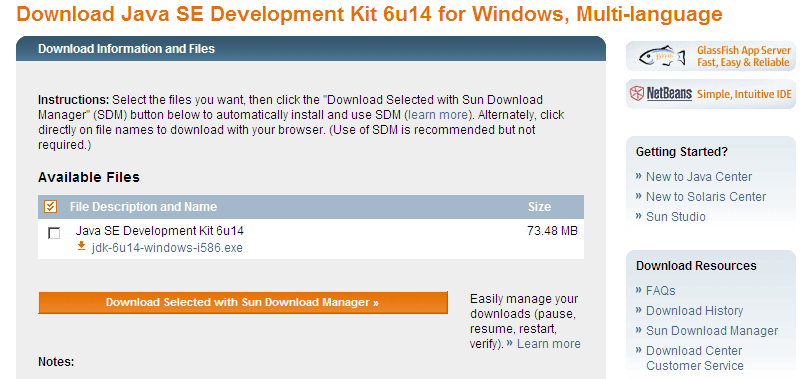 Download Java SE Development Kit 6u14 for Windows, Multi-language
Download Information and Files
Instructions: Select the files you want, then click the "Download Selected with Sun Download
Manager" (SDM) button below to automatically install and use SDM (learn more). Alternately, click
directly on file names to download with your browser. (Use of SDM is recommended but not
required.)
Available Files
File Description and Name Size
Java SE Development Kit 6u14 73.48 MB
jdk-6u14-windows-i586.exe
Download Selected with Sun Download Manager »
Easily manage your
downloads (pause,
resume, restart,
verify). » Learn more
Notes:
GlassFish App Server
Fast, Easy & Reliable
NetBeans Simple, Intuitive IDE
Getting Started?
» New to Java Center
» New to Solaris Center
» Sun Studio
Download Resources
» FAQs
» Download History
» Sun Download Manager
» Download Center
Customer Service